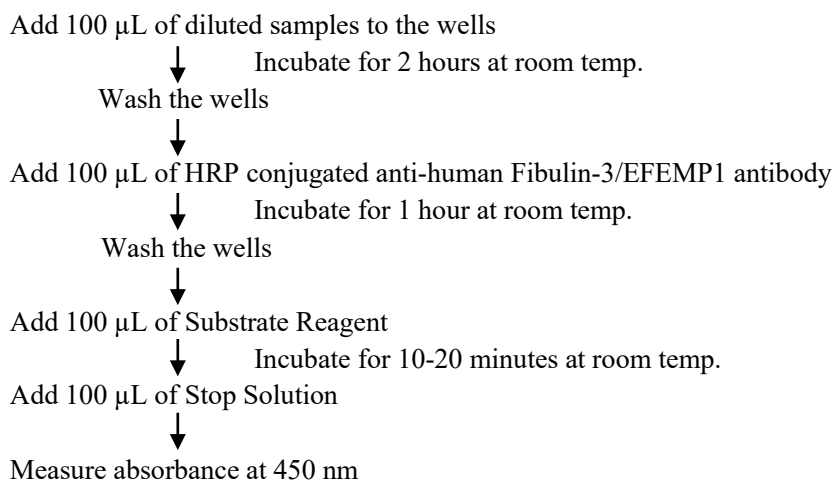 Add 100 µL of diluted samples to the wells
Incubate for 2 hours at room temp.
Wash the wells
Add 100 µL of HRP conjugated anti-human Fibulin-3/EFEMP1 antibody
Incubate for 1 hour at room temp.
Wash the wells
Add 100 µL of Substrate Reagent
Incubate for 10-20 minutes at room temp.
Add 100 µL of Stop Solution
Measure absorbance at 450 nm